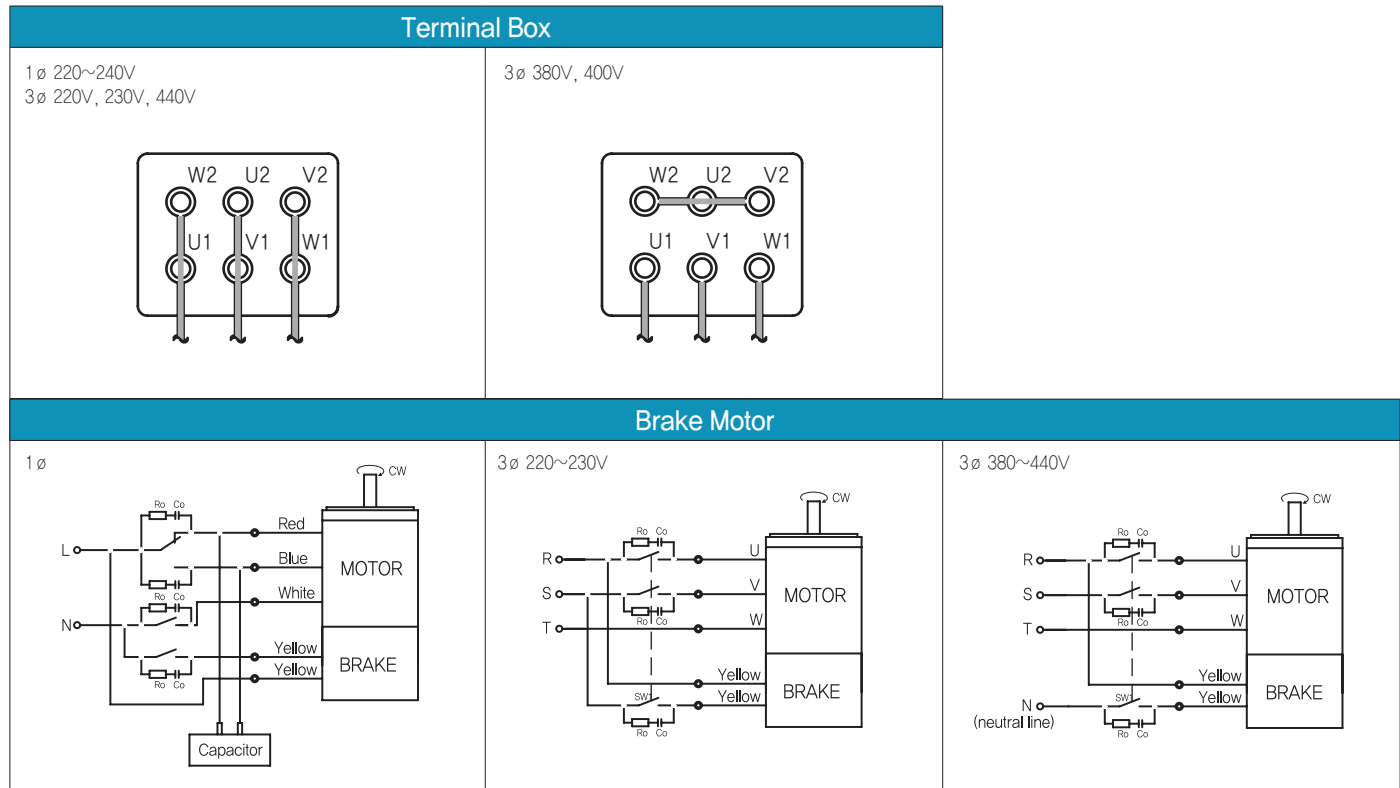 Terminal Box
1ø 220~240V
3ø 220V, 230V, 440V
W2 U2 V2
U1 V1 W1
3ø 380V, 400V
W2 U2 V2
U1 V1 W1
Brake Motor
1ø
CW
Ro Co
Red
L
Blue
MOTOR
Ro Co
White
N
Yellow
BRAKE
Yellow
Ro Co
Capacitor
3ø 220~230V
CW
Ro Co
U
R
V
S
MOTOR
Ro Co
W
T
Yellow
BRAKE
SW1
Yellow
Ro Co
3ø 380~440V
CW
Ro Co
U
R
V
S
MOTOR
Ro Co
W
T
Yellow
BRAKE
SW1
Yellow
N
(neutral line)
Ro Co